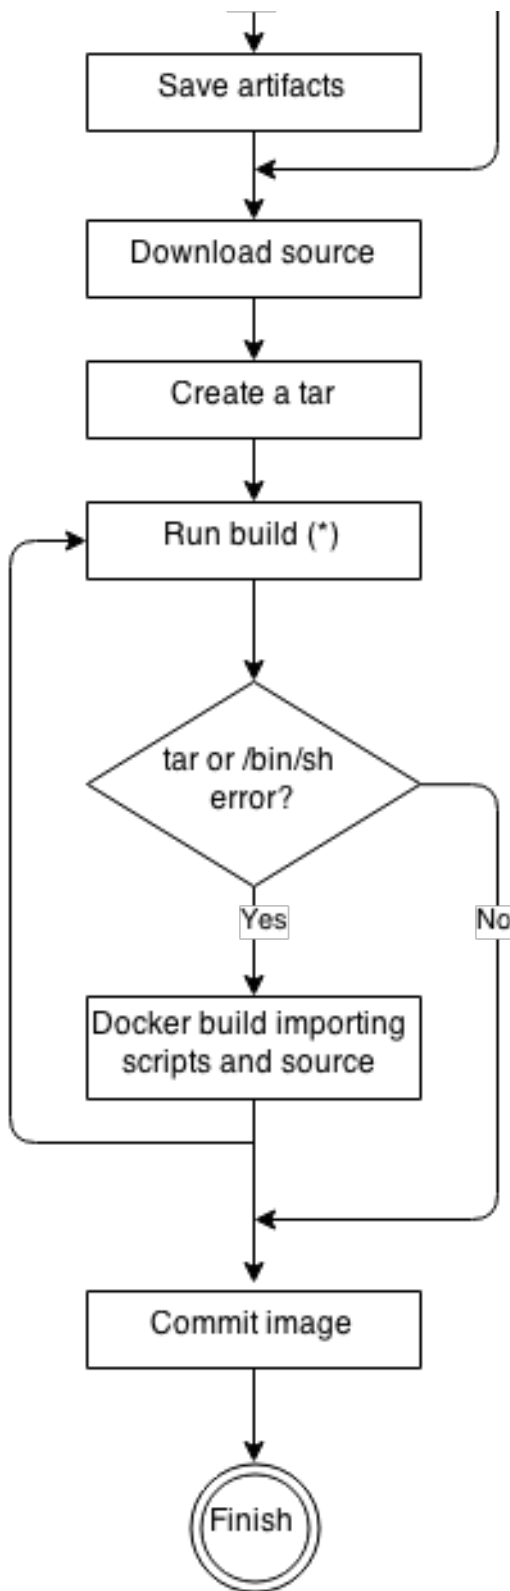 Save artifacts
Download source
Create a tar
Run build (*)
tar or /bin/sh
error?
Yes
No
Docker build importing
scripts and source
Commit image
Finish